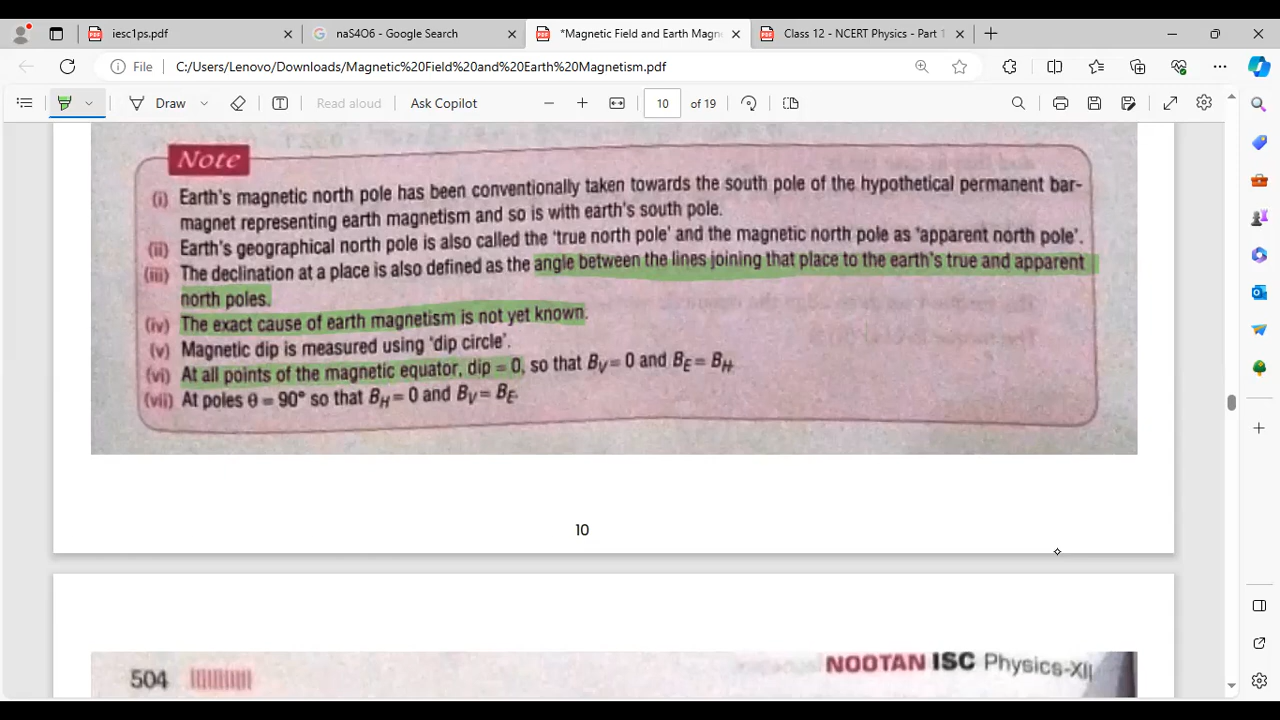 iesc1ps.pdf
naS4O6 - Google Search
*Magnetic Field and Earth Magn
Class 12 - NCERT Physics - Part 1
File
C:/Users/Lenovo/Downloads/Magnetic%20Field%20and%20Earth%20Magnetism.pdf
Draw
Read aloud
Ask Copilot
10 of 19
Note
(i) Earth's magnetic north pole has been conventionally taken towards the south pole of the hypothetical permanent bar-
magnet representing earth magnetism and so is with earth's south pole.
(ii) Earth's geographical north pole is also called the 'true north pole' and the magnetic north pole as 'apparent north pole'.
(iii) The declination at a place is also defined as the angle between the lines joining that place to the earth's true and apparent
north poles.
(iv) The exact cause of earth magnetism is not yet known.
(v) Magnetic dip is measured using 'dip circle'.
(vi) At all points of the magnetic equator, dip = 0, so that BV = 0 and BE = BH
(vii) At poles θ = 90° so that BH = 0 and BV = BE.
10
504
NOOTAN ISC Physics-XII